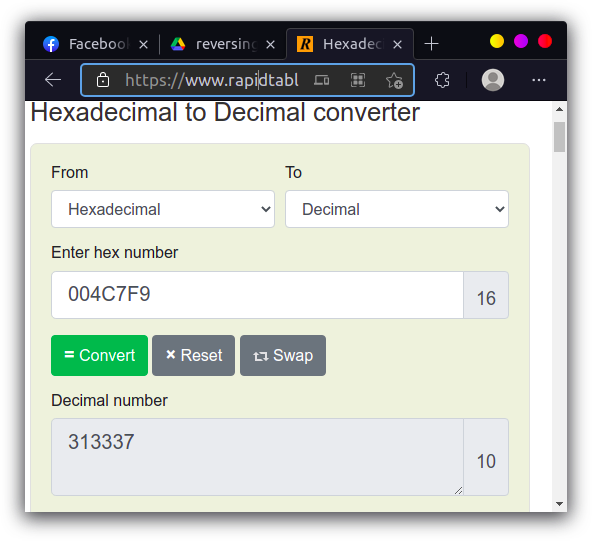 Facebook
reversing
Hexadec
https://www.rapidtabl
Hexadecimal to Decimal converter
From To
Hexadecimal Decimal
Enter hex number
004C7F9 16
= Convert × Reset Swap
Decimal number
313337 10